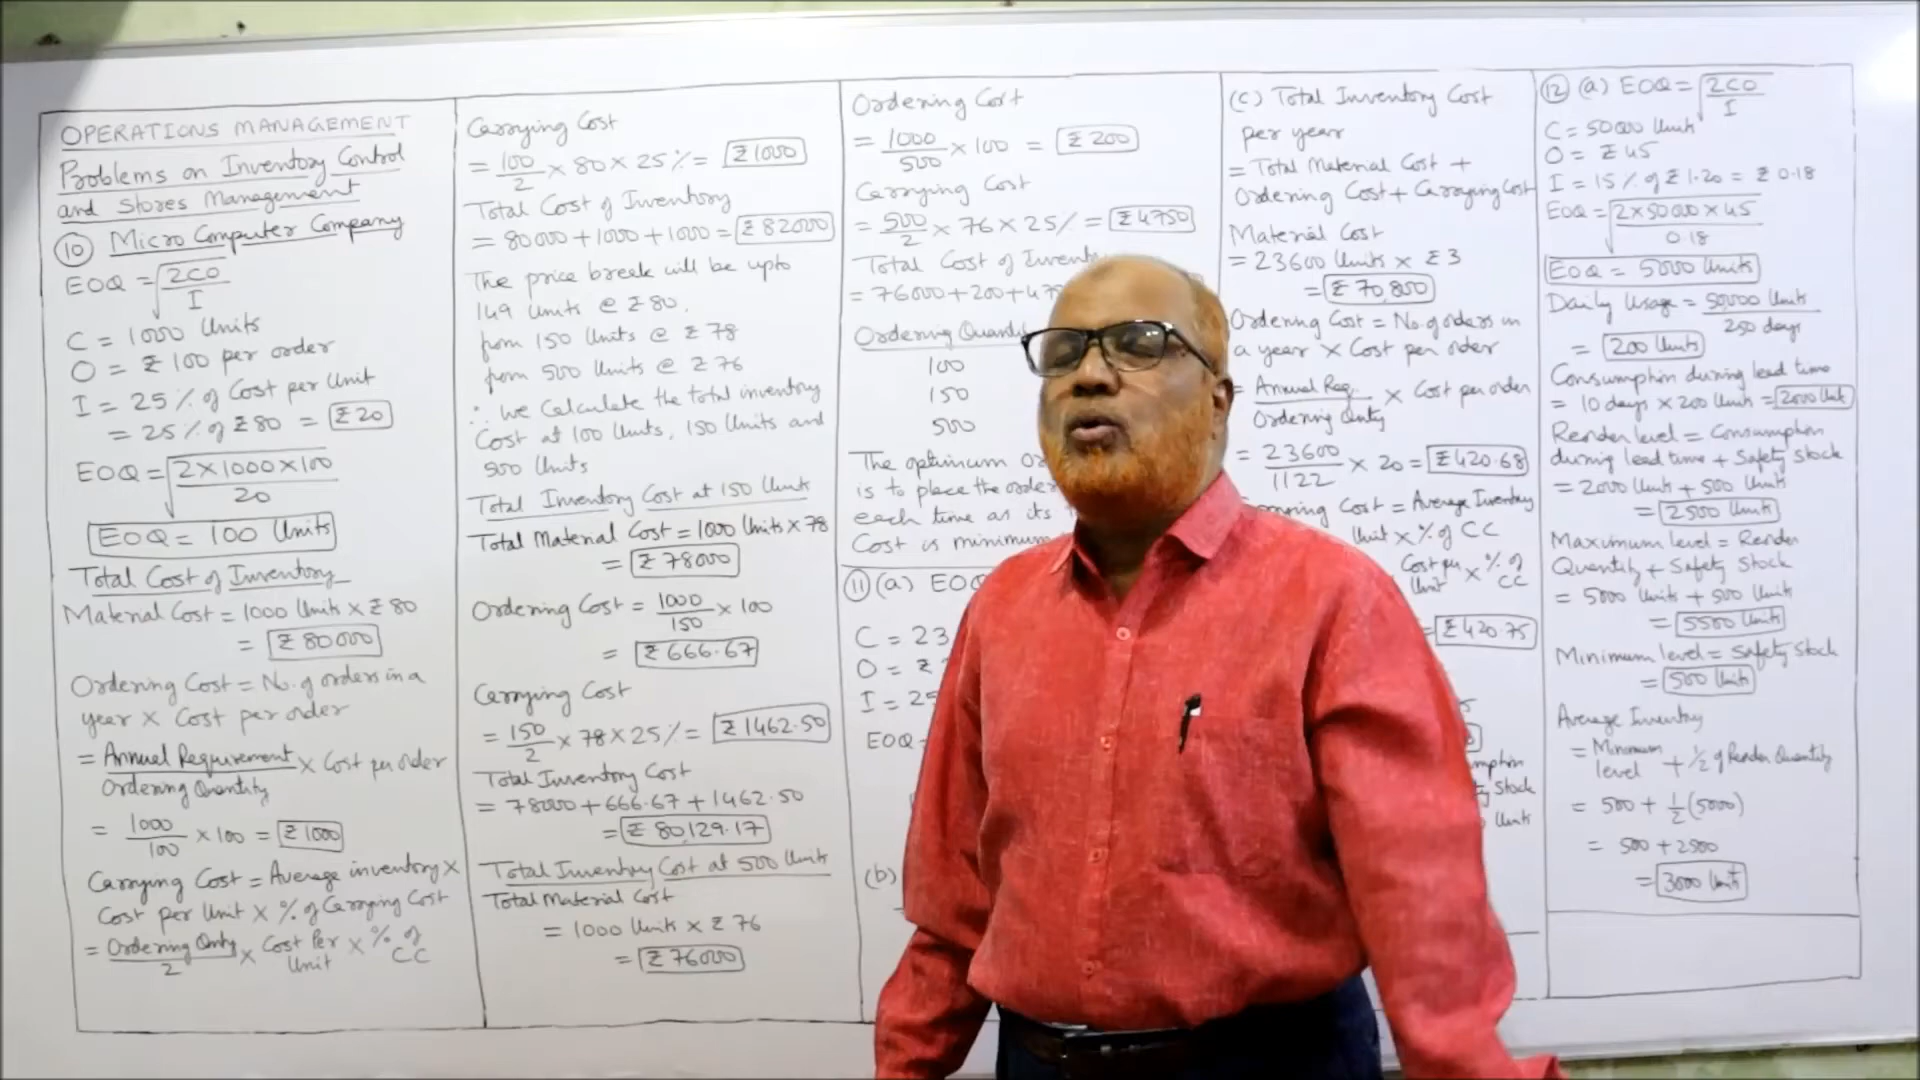 OPERATIONS MANAGEMENT
Problems on Inventory Control
and Stores Management
(10) Micro Computer Company
EOQ = √2CO
I
C = 1000 Units
O = ₹ 100 per order
I = 25% of Cost per Unit
= 25% of ₹ 80 = ₹ 20
EOQ = √2×1000×100
20
EOQ = 100 Units
Total Cost of Inventory
Material Cost = 1000 Units × ₹ 80
= ₹ 80000
Ordering Cost = No. of orders in a
year × Cost per order
= Annual Requirement × Cost per order
Ordering Quantity
= 1000 × 100 = ₹ 1000
100
Carrying Cost = Average inventory ×
Cost per Unit × % of Carrying Cost
= Ordering Qnty × Cost Per × % of
2 Unit CC
Carrying Cost
= 100 × 80 × 25% = ₹ 1000
2
Total Cost of Inventory
= 80000 + 1000 + 1000 = ₹ 82000
The price break will be upto
149 units @ ₹ 80.
from 150 Units @ ₹ 78
from 500 Units @ ₹ 76
∴ we Calculate the total inventory
Cost at 100 Units, 150 Units and
500 Units
Total Inventory Cost at 150 Units
Total Material Cost = 1000 Units × 78
= ₹ 78000
Ordering Cost = 1000 × 100
150
= ₹ 666.67
Carrying Cost
= 150 × 78 × 25% = ₹ 1462.50
2
Total Inventory Cost
= 78000 + 666.67 + 1462.50
= ₹ 80,129.17
Total Inventory Cost at 500 Units
Total Material Cost
= 1000 Units × ₹ 76
= ₹ 76000
Ordering Cost
= 1000 × 100 = ₹ 200
500
Carrying Cost
= 500 × 76 × 25% = ₹ 4750
2
Total Cost of
= 76000 + 200 +
Ordering
100
150
500
The optimum
is to place the
each time as its
Cost is minimum
(11) (a)
C =
O = ₹
I =
EOQ
(b)
(c) Total Inventory Cost
per year
= Total Material Cost +
Ordering Cost + Carrying Cost
Material Cost
= 23600 Units × ₹ 3
= ₹ 70,800
Ordering Cost = No. of orders in
a year × Cost per order
= Annual Req. × Cost per order
Ordering Qnty
= 23600 × 20 = ₹ 420.68
1122
Cost = Average Inventory
Unit × % of CC
Cost per × % of
Unit CC
= ₹ 420.75
Stock
Units
(12) (a) EOQ = √2CO
I
C = 50000 Units
O = ₹ 45
I = 15% of ₹ 1.20 = ₹ 0.18
EOQ = √2×50000×45
0.18
EOQ = 5000 Units
Daily Usage = 50,000 Units
250 days
= 200 Units
Consumption during lead time
= 10 days × 200 Units = 2000 Unit
Reorder level = Consumption
during lead time + Safety Stock
= 2000 Units + 500 Units
= 2500 Units
Maximum level = Reorder
Quantity + Safety Stock
= 5000 Units + 500 Units
= 5500 Units
Minimum level = Safety Stock
= 500 Units
Average Inventory
= Minimum + 1/2 of Reorder Quantity
level
= 500 + 1/2 (5000)
= 500 + 2500
= 3000 Units